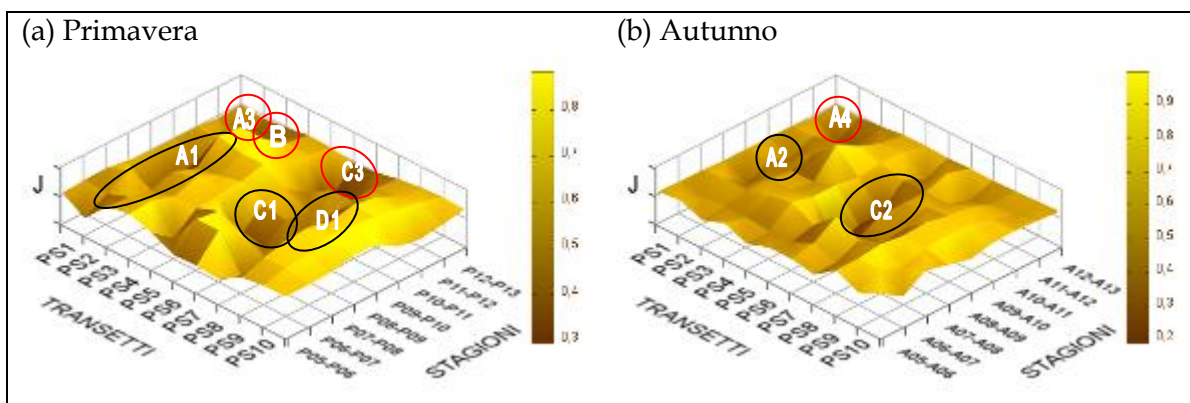 (a) Primavera
A3
B
A1
C3
C1
D1
J
0,8
0,7
0,6
0,5
0,4
0,3
PS1
PS2
PS3
PS4
PS5
PS6
PS7
PS8
PS9
PS10
TRANSETTI
P05-P06
P06-P07
P07-P08
P08-P09
P09-P10
P10-P11
P11-P12
P12-P13
STAGIONI
(b) Autunno
A4
A2
C2
J
0,9
0,8
0,7
0,6
0,5
0,4
0,3
0,2
PS1
PS2
PS3
PS4
PS5
PS6
PS7
PS8
PS9
PS10
TRANSETTI
A05-A06
A06-A07
A07-A08
A08-A09
A09-A10
A10-A11
A11-A12
A12-A13
STAGIONI